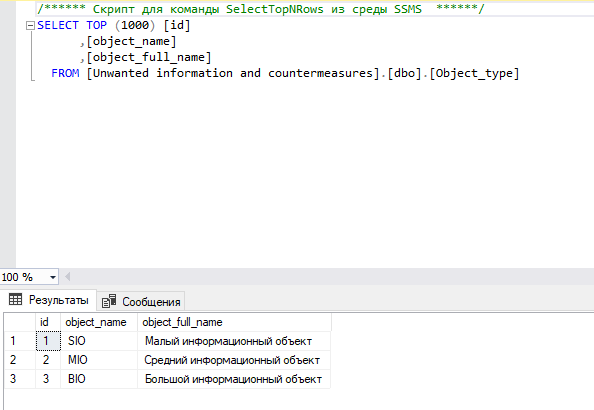 /****** Скрипт для команды SelectTopNRows из среды SSMS ******/
SELECT TOP (1000) [id]
,[object_name]
,[object_full_name]
FROM [Unwanted information and countermeasures].[dbo].[Object_type]
100 %
Результаты Сообщения
id object_name object_full_name
1 1 SIO Малый информационный объект
2 2 MIO Средний информационный объект
3 3 BIO Большой информационный объект